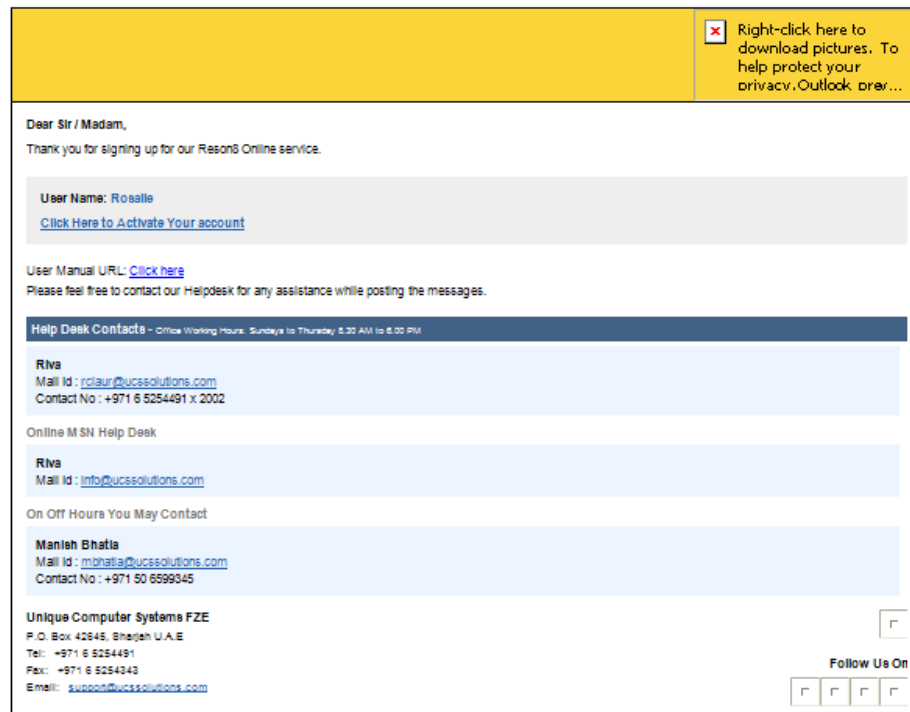 Right-click here to
download pictures. To
help protect your
privacy, Outlook prev...
Dear Sir / Madam,
Thank you for signing up for our Reson8 Online service.
User Name: Rosalie
Click Here to Activate Your account
User Manual URL: Click here
Please feel free to contact our Helpdesk for any assistance while posting the messages.
Help Desk Contacts - Office Working Hours: Sundays to Thursday 8.30 AM to 6.00 PM
Riva
Mail Id : rclaur@ucssolutions.com
Contact No : +971 6 5254491 x 2002
Online MSN Help Desk
Riva
Mail Id : info@ucssolutions.com
On Off Hours You May Contact
Manish Bhatia
Mail Id : mbhatia@ucssolutions.com
Contact No : +971 50 6599345
Unique Computer Systems FZE
P.O. Box 42645, Sharjah U.A.E
Tel: +971 6 5254491
Fax: +971 6 5254343
Email: support@ucssolutions.com
Follow Us On